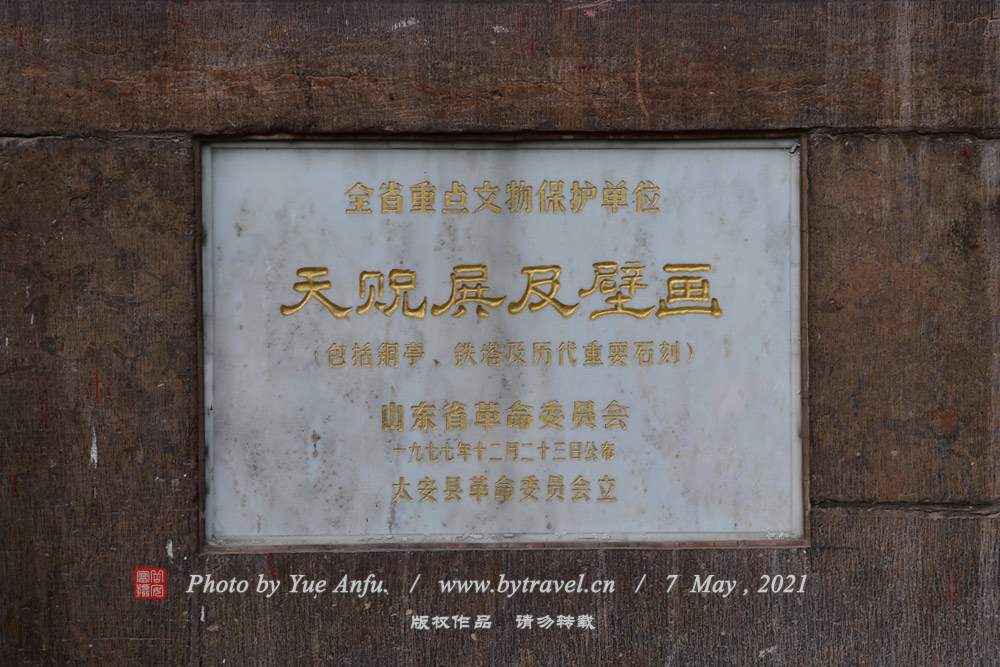 全省重点文物保护单位
天贶殿及壁画
（包括铜亭、铁塔及历代重要石刻）
山东省革命委员会
一九七七年十二月二十三日公布
太安县革命委员会立
Photo by Yue Anfu. / www.bytravel.cn / 7 May , 2021
版权作品 请勿转载